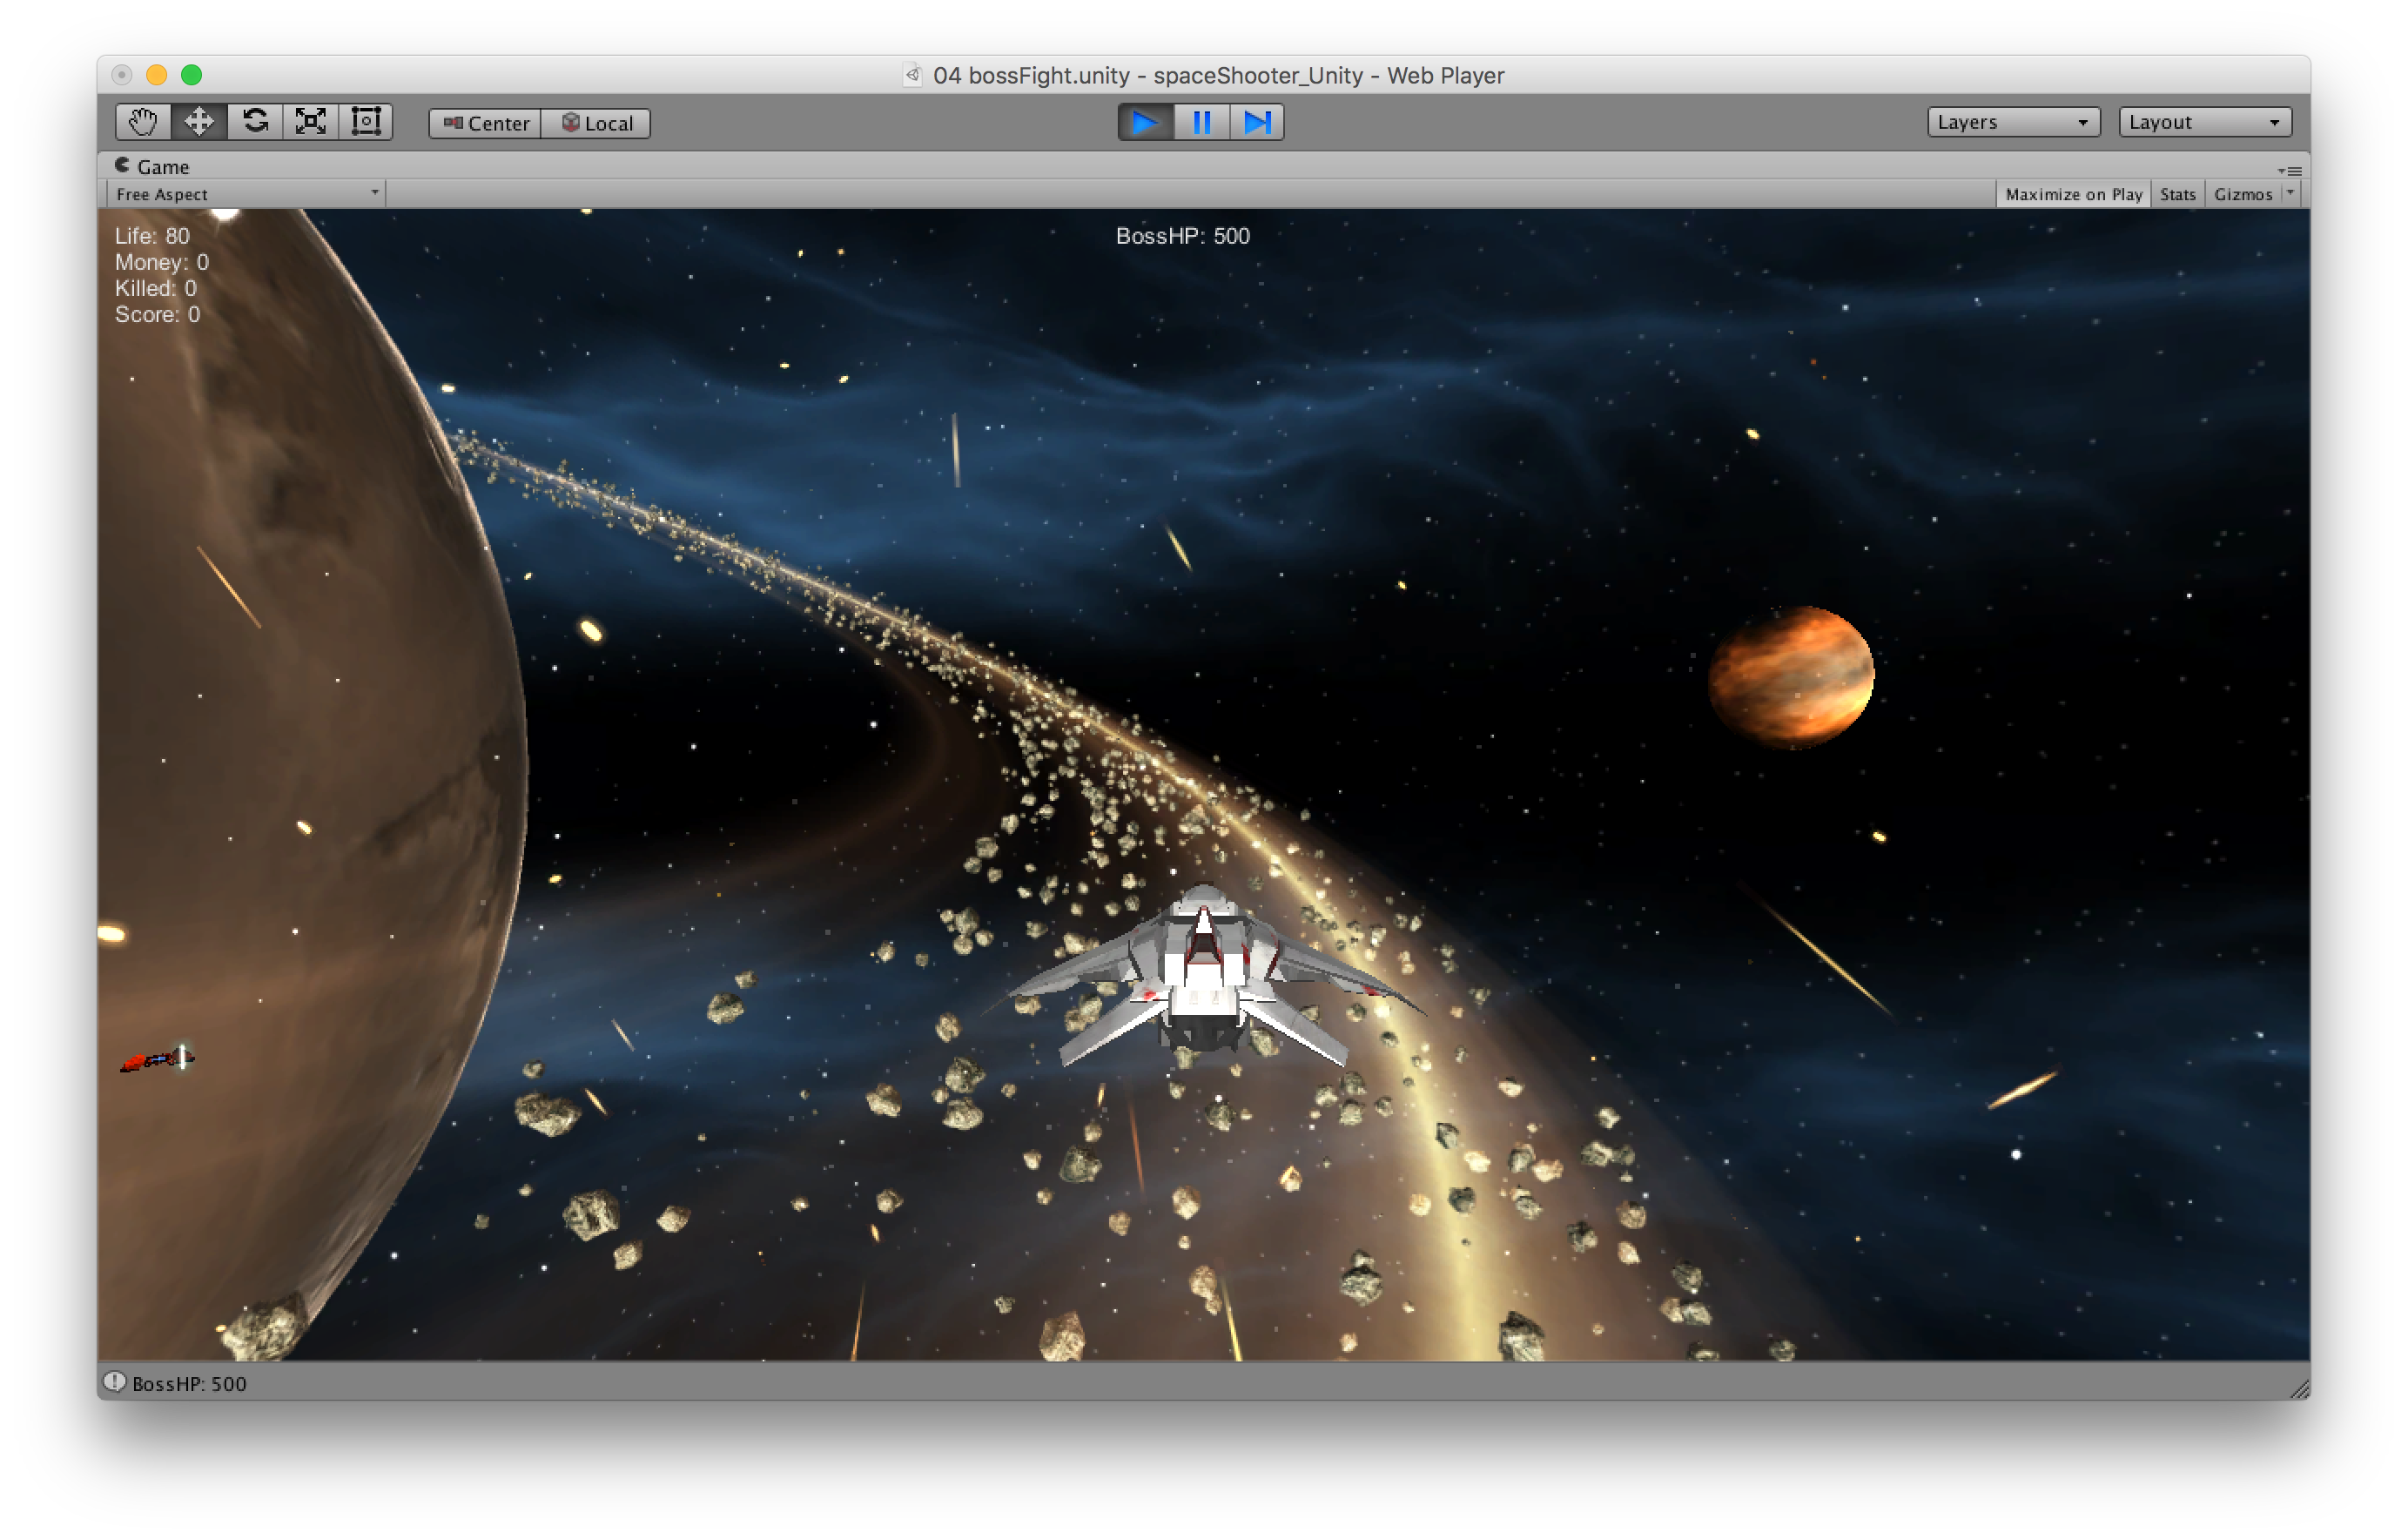 04 bossFight.unity - spaceShooter_Unity - Web Player
Center Local Layers Layout
Game
Free Aspect Maximize on Play Stats Gizmos
Life: 80
Money: 0
Killed: 0
Score: 0
BossHP: 500
BossHP: 500